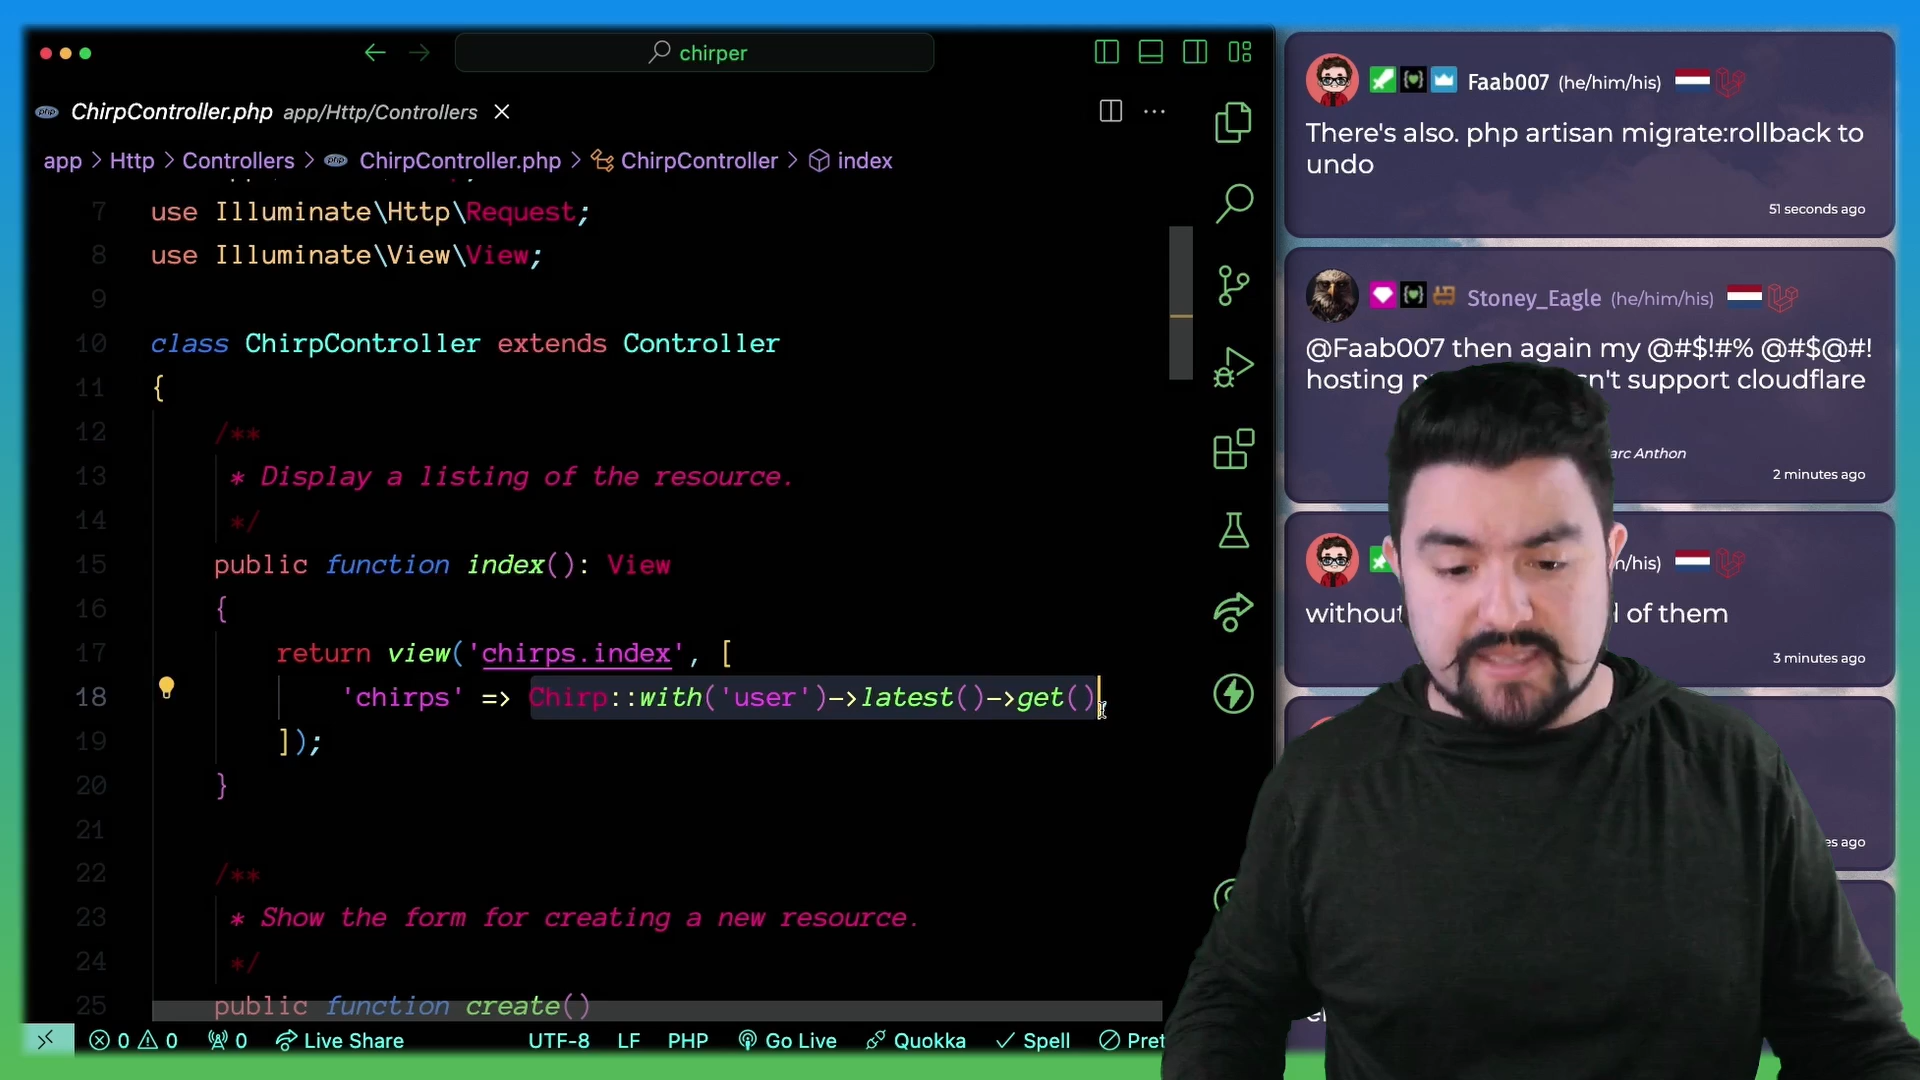 chirper
ChirpController.php app/Http/Controllers
app > Http > Controllers > ChirpController.php > ChirpController > index
7 use Illuminate\Http\Request;
8 use Illuminate\View\View;
9
10 class ChirpController extends Controller
11 {
12 /**
13 * Display a listing of the resource.
14 */
15 public function index(): View
16 {
17 return view('chirps.index', [
18 'chirps' => Chirp::with('user')->latest()->get()
19 ]);
20 }
21
22 /**
23 * Show the form for creating a new resource.
24 */
25 public function create()
0 0 0 Live Share UTF-8 LF PHP Go Live Quokka Spell Pret
Faab007 (he/him/his)
There's also. php artisan migrate:rollback to
undo
51 seconds ago
Stoney_Eagle (he/him/his)
@Faab007 then again my @#$!#% @#$@#!
hosting n't support cloudflare
arc Anthon
2 minutes ago
m/his)
without of them
3 minutes ago
es ago